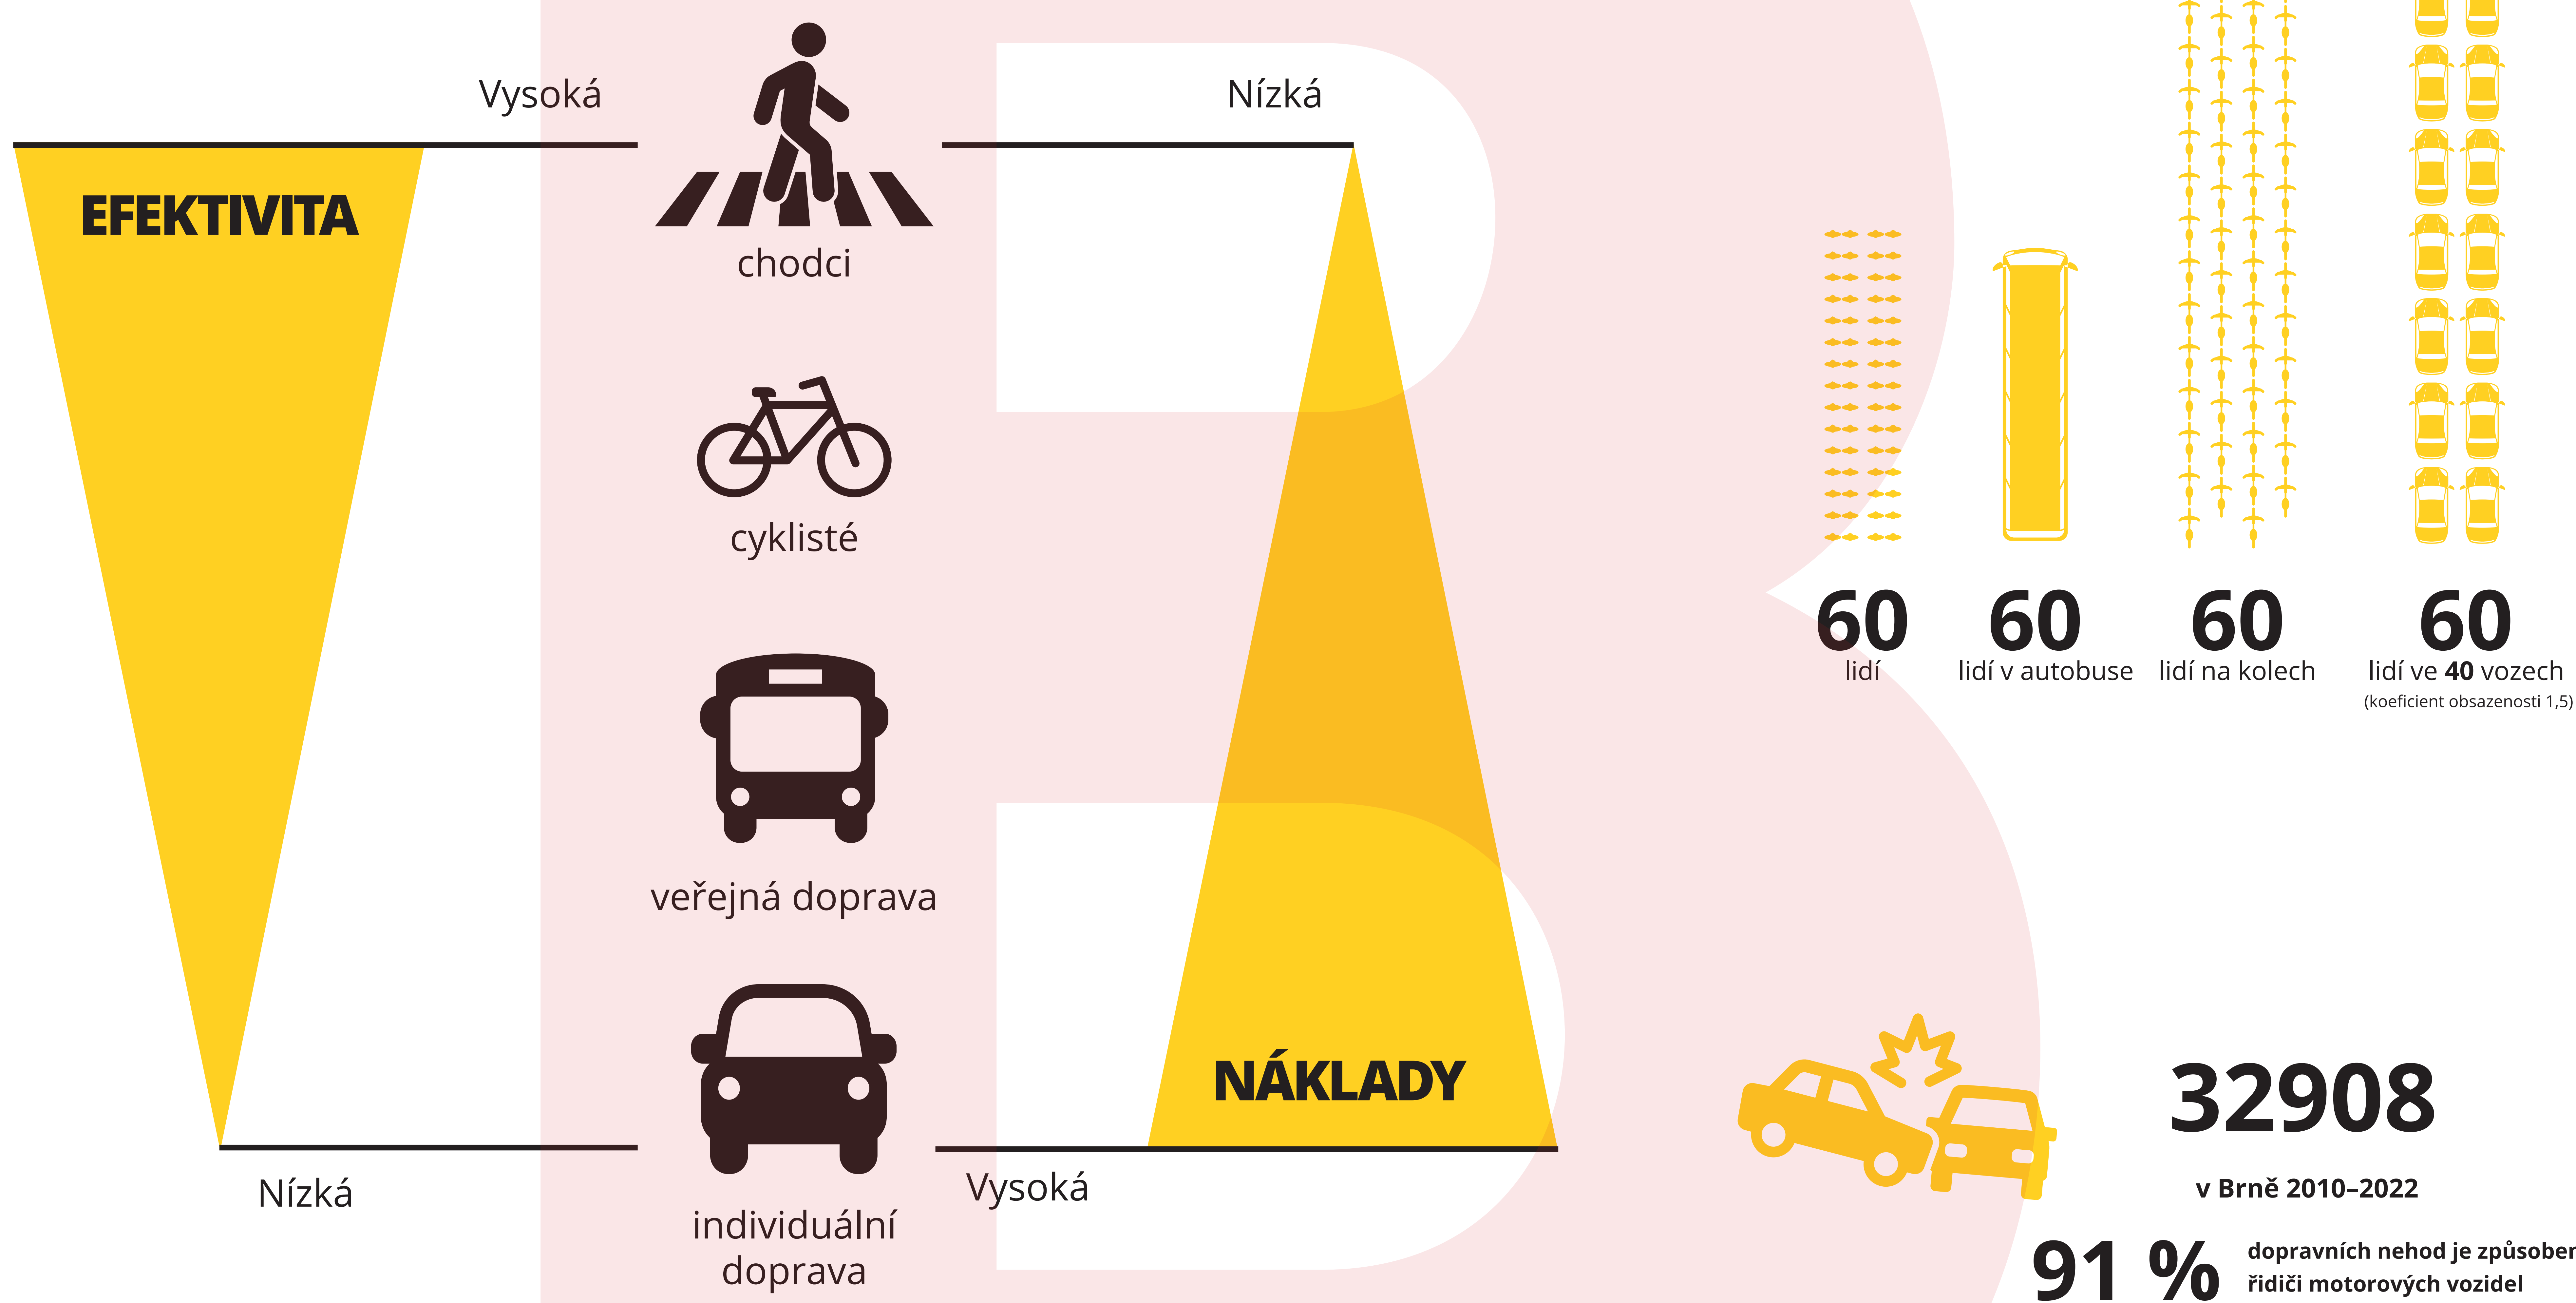 Vysoká
Nízká
EFEKTIVITA
chodci
cyklisté
veřejná doprava
individuální
doprava
NÁKLADY
Nízká
Vysoká
60
lidí
60
lidí v autobuse
60
lidí na kolech
60
lidí ve 40 vozech
(koeficient obsazenosti 1,5)
32908
v Brně 2010–2022
91 %
dopravních nehod je
řidiči motorových vozidel